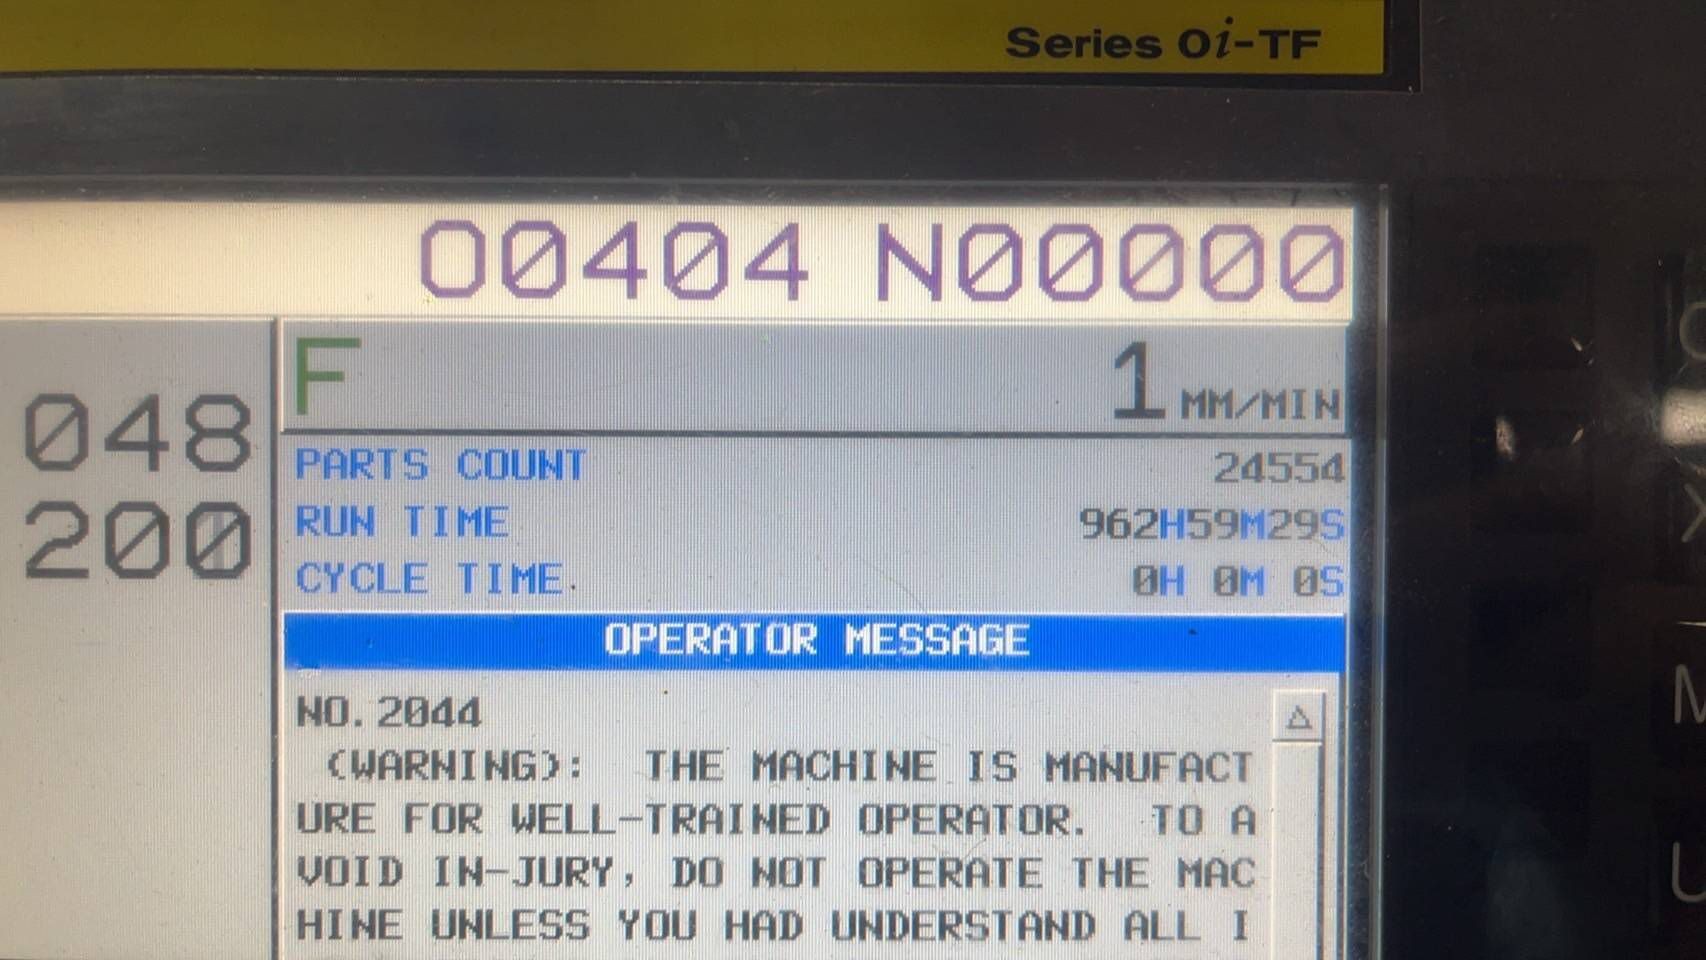 Series 0i-TF
O0404 N00000
F 1 MM/MIN
048
200
PARTS COUNT 24554
RUN TIME 962H59M29S
CYCLE TIME 0H 0M 0S
OPERATOR MESSAGE
NO.2044
(WARNING): THE MACHINE IS MANUFACT
URE FOR WELL-TRAINED OPERATOR. TO A
VOID IN-JURY, DO NOT OPERATE THE MAC
HINE UNLESS YOU HAD UNDERSTAND ALL I